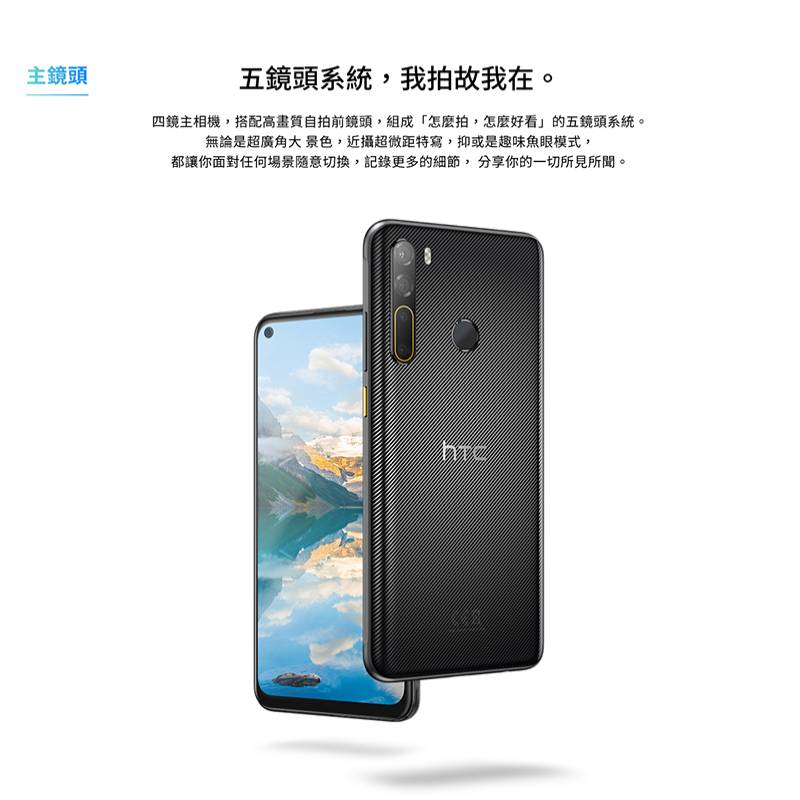 主鏡頭
五鏡頭系統，我拍故我在。
四鏡主相機，搭配高畫質自拍前鏡頭，組成「怎麼拍，怎麼好看」的五鏡頭系統。
無論是超廣角大 景色，近攝超微距特寫，抑或是趣味魚眼模式，
都讓你面對任何場景隨意切換，記錄更多的細節， 分享你的一切所見所聞。
hTC